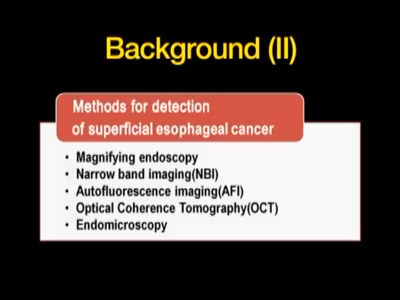 Background (II)
Methods for detection
of superficial esophageal cancer
• Magnifying endoscopy
• Narrow band imaging(NBI)
• Autofluorescence imaging(AFI)
• Optical Coherence Tomography(OCT)
• Endomicroscopy